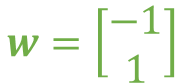 w = [−1
1]